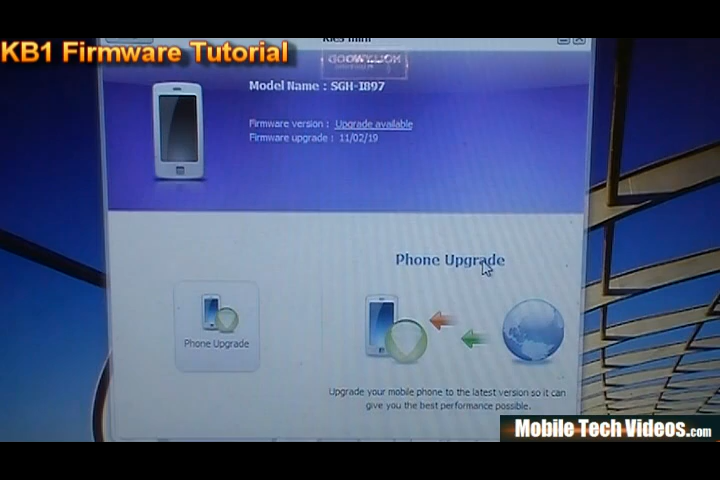 Kies mini
KB1 Firmware Tutorial
Model Name : SGH-I897
Firmware version : Upgrade available
Firmware upgrade : 11/02/19
Phone Upgrade
Phone Upgrade
Upgrade your mobile phone to the latest version so it can
give you the best performance possible.
Mobile Tech Videos.com